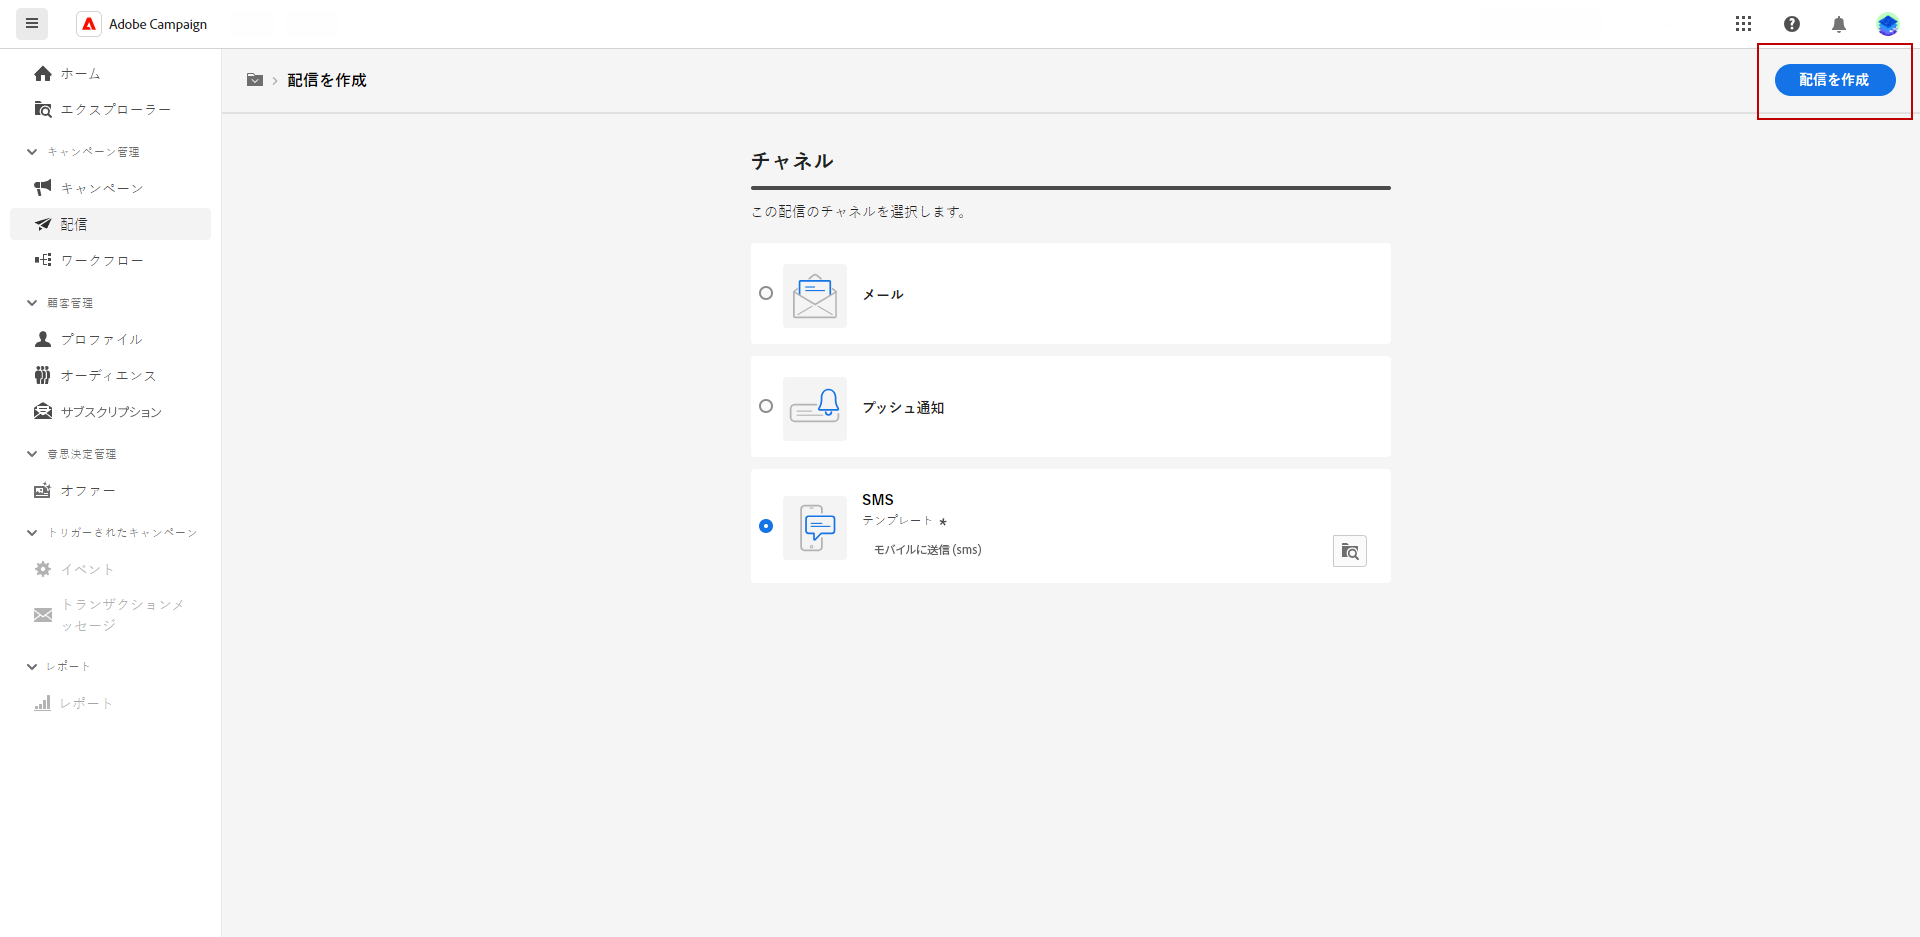 Adobe Campaign
ホーム
エクスプローラー
キャンペーン管理
キャンペーン
配信
ワークフロー
顧客管理
プロファイル
オーディエンス
サブスクリプション
意思決定管理
オファー
トリガーされたキャンペーン
イベント
トランザクションメ
ッセージ
レポート
レポート
配信を作成
配信を作成
チャネル
この配信のチャネルを選択します。
メール
プッシュ通知
SMS
テンプレート *
モバイルに送信 (sms)